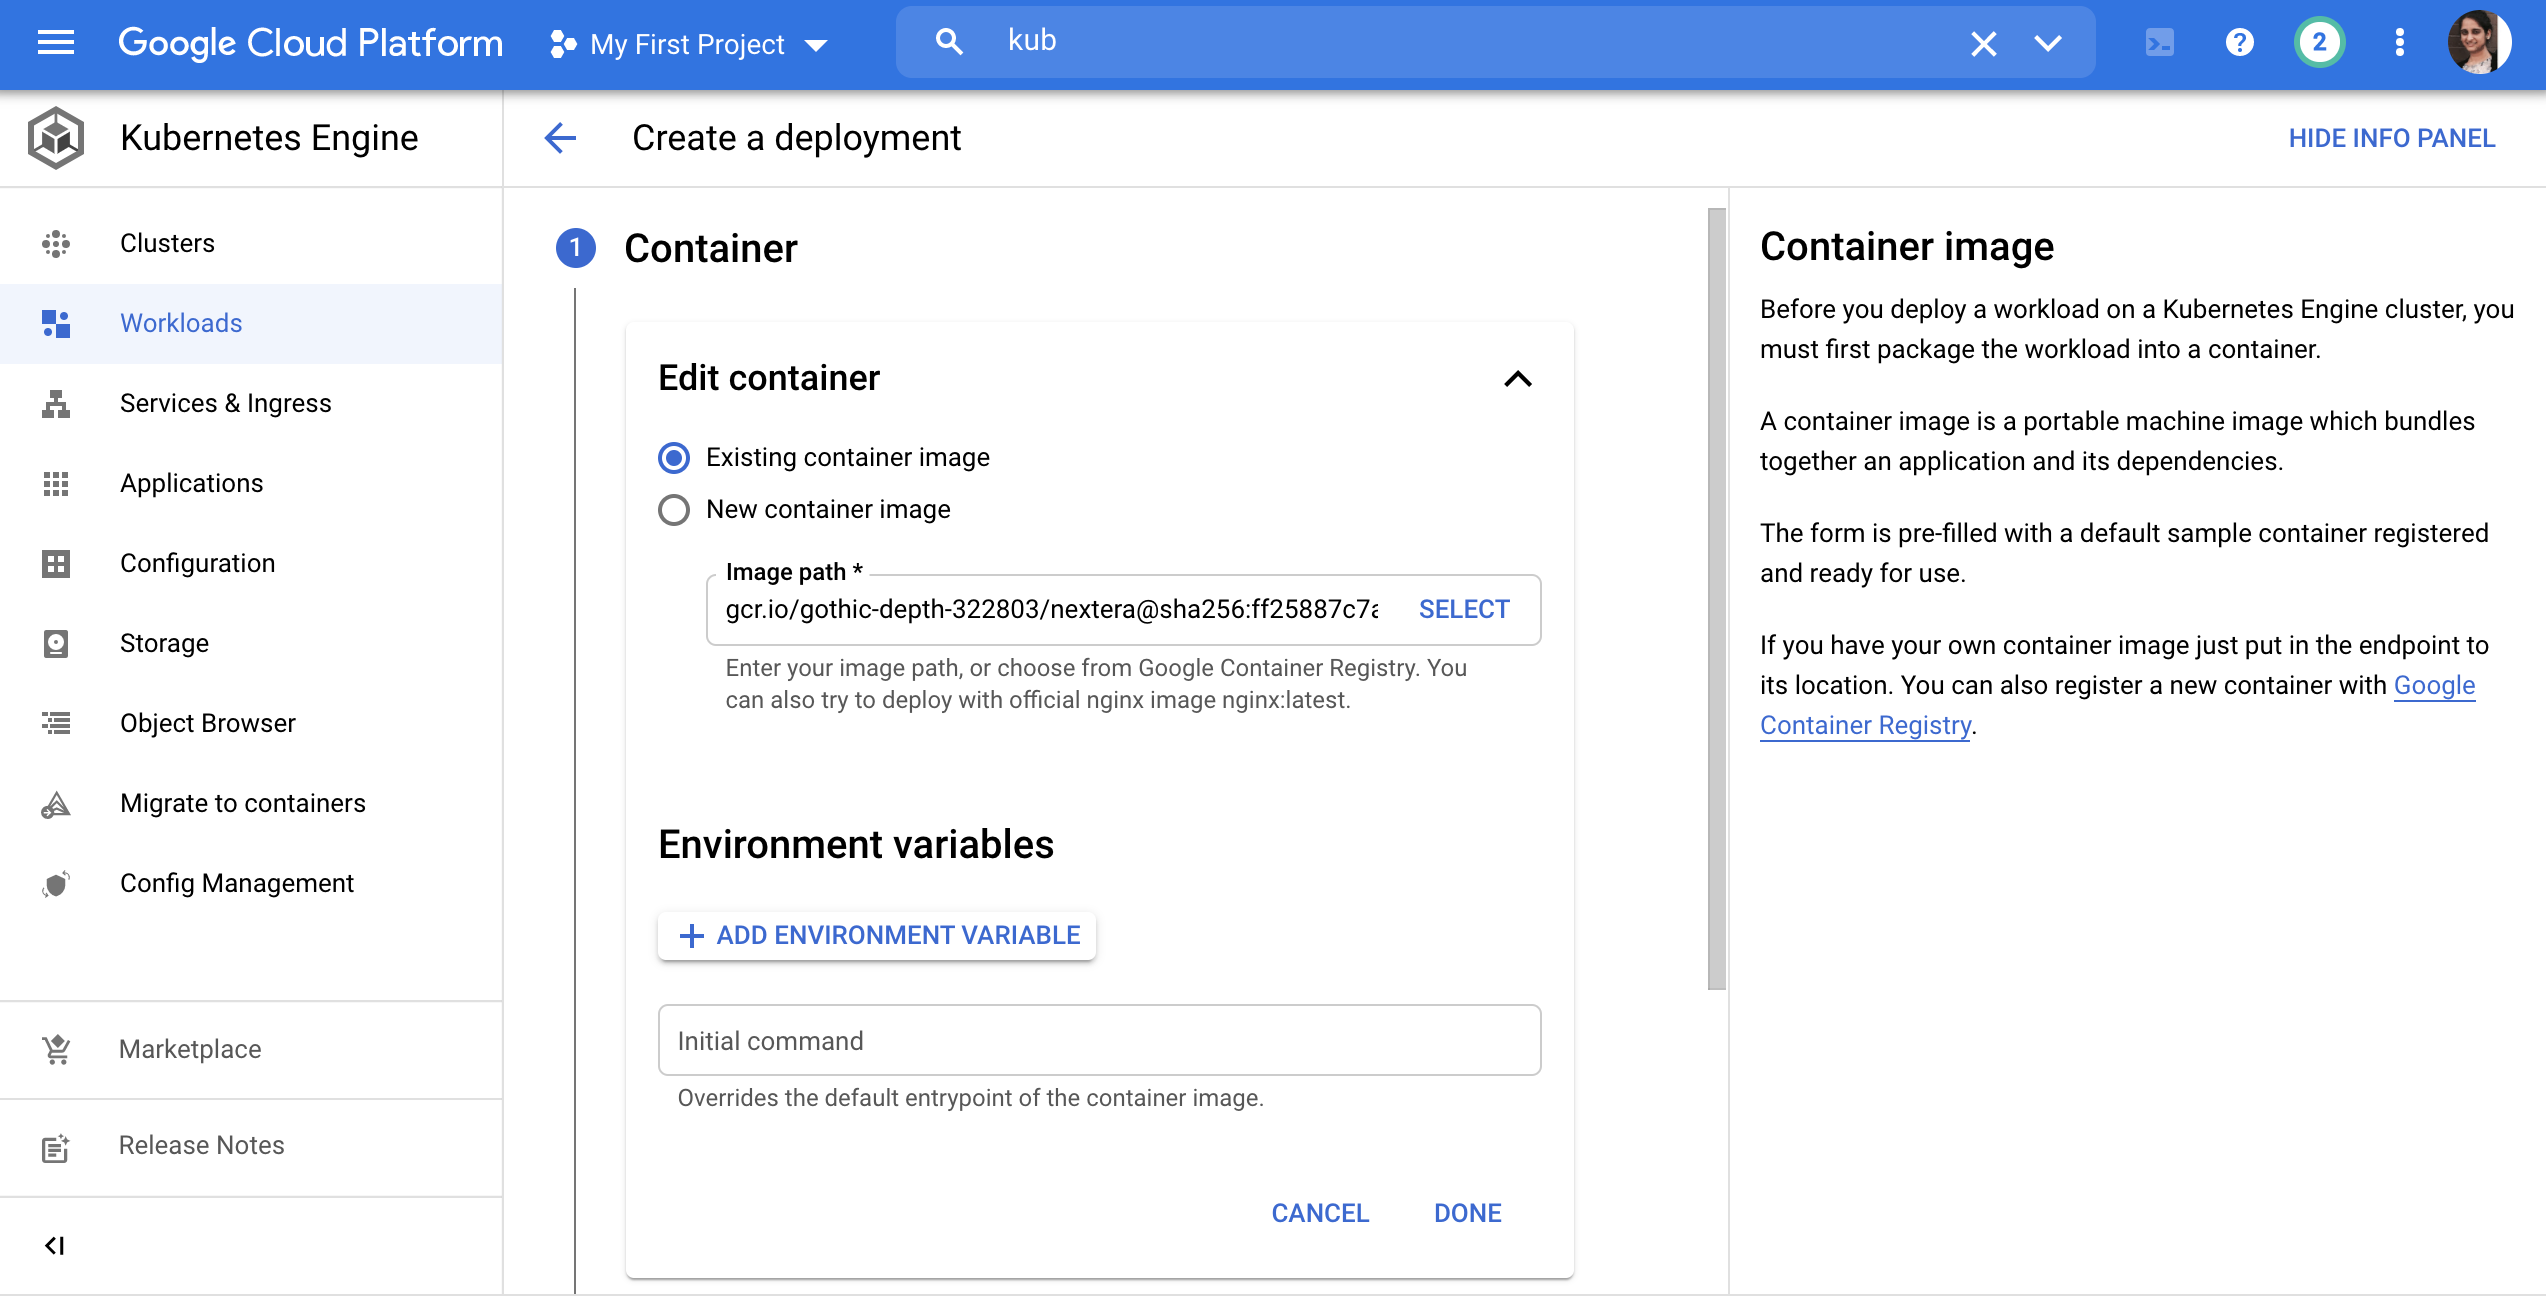 Google Cloud Platform
My First Project
kub
2
Kubernetes Engine
Create a deployment
HIDE INFO PANEL
Clusters
Workloads
Services & Ingress
Applications
Configuration
Storage
Object Browser
Migrate to containers
Config Management
Marketplace
Release Notes
1
Container
Edit container
Existing container image
New container image
Image path *
gcr.io/gothic-depth-322803/nextera@sha256:ff25887c7a
SELECT
Enter your image path, or choose from Google Container Registry. You
can also try to deploy with official nginx image nginx:latest.
Environment variables
ADD ENVIRONMENT VARIABLE
Initial command
Overrides the default entrypoint of the container image.
CANCEL
DONE
Container image
Before you deploy a workload on a Kubernetes Engine cluster, you
must first package the workload into a container.
A container image is a portable machine image which bundles
together an application and its dependencies.
The form is pre-filled with a default sample container registered
and ready for use.
If you have your own container image just put in the endpoint to
its location. You can also register a new container with Google
Container Registry.